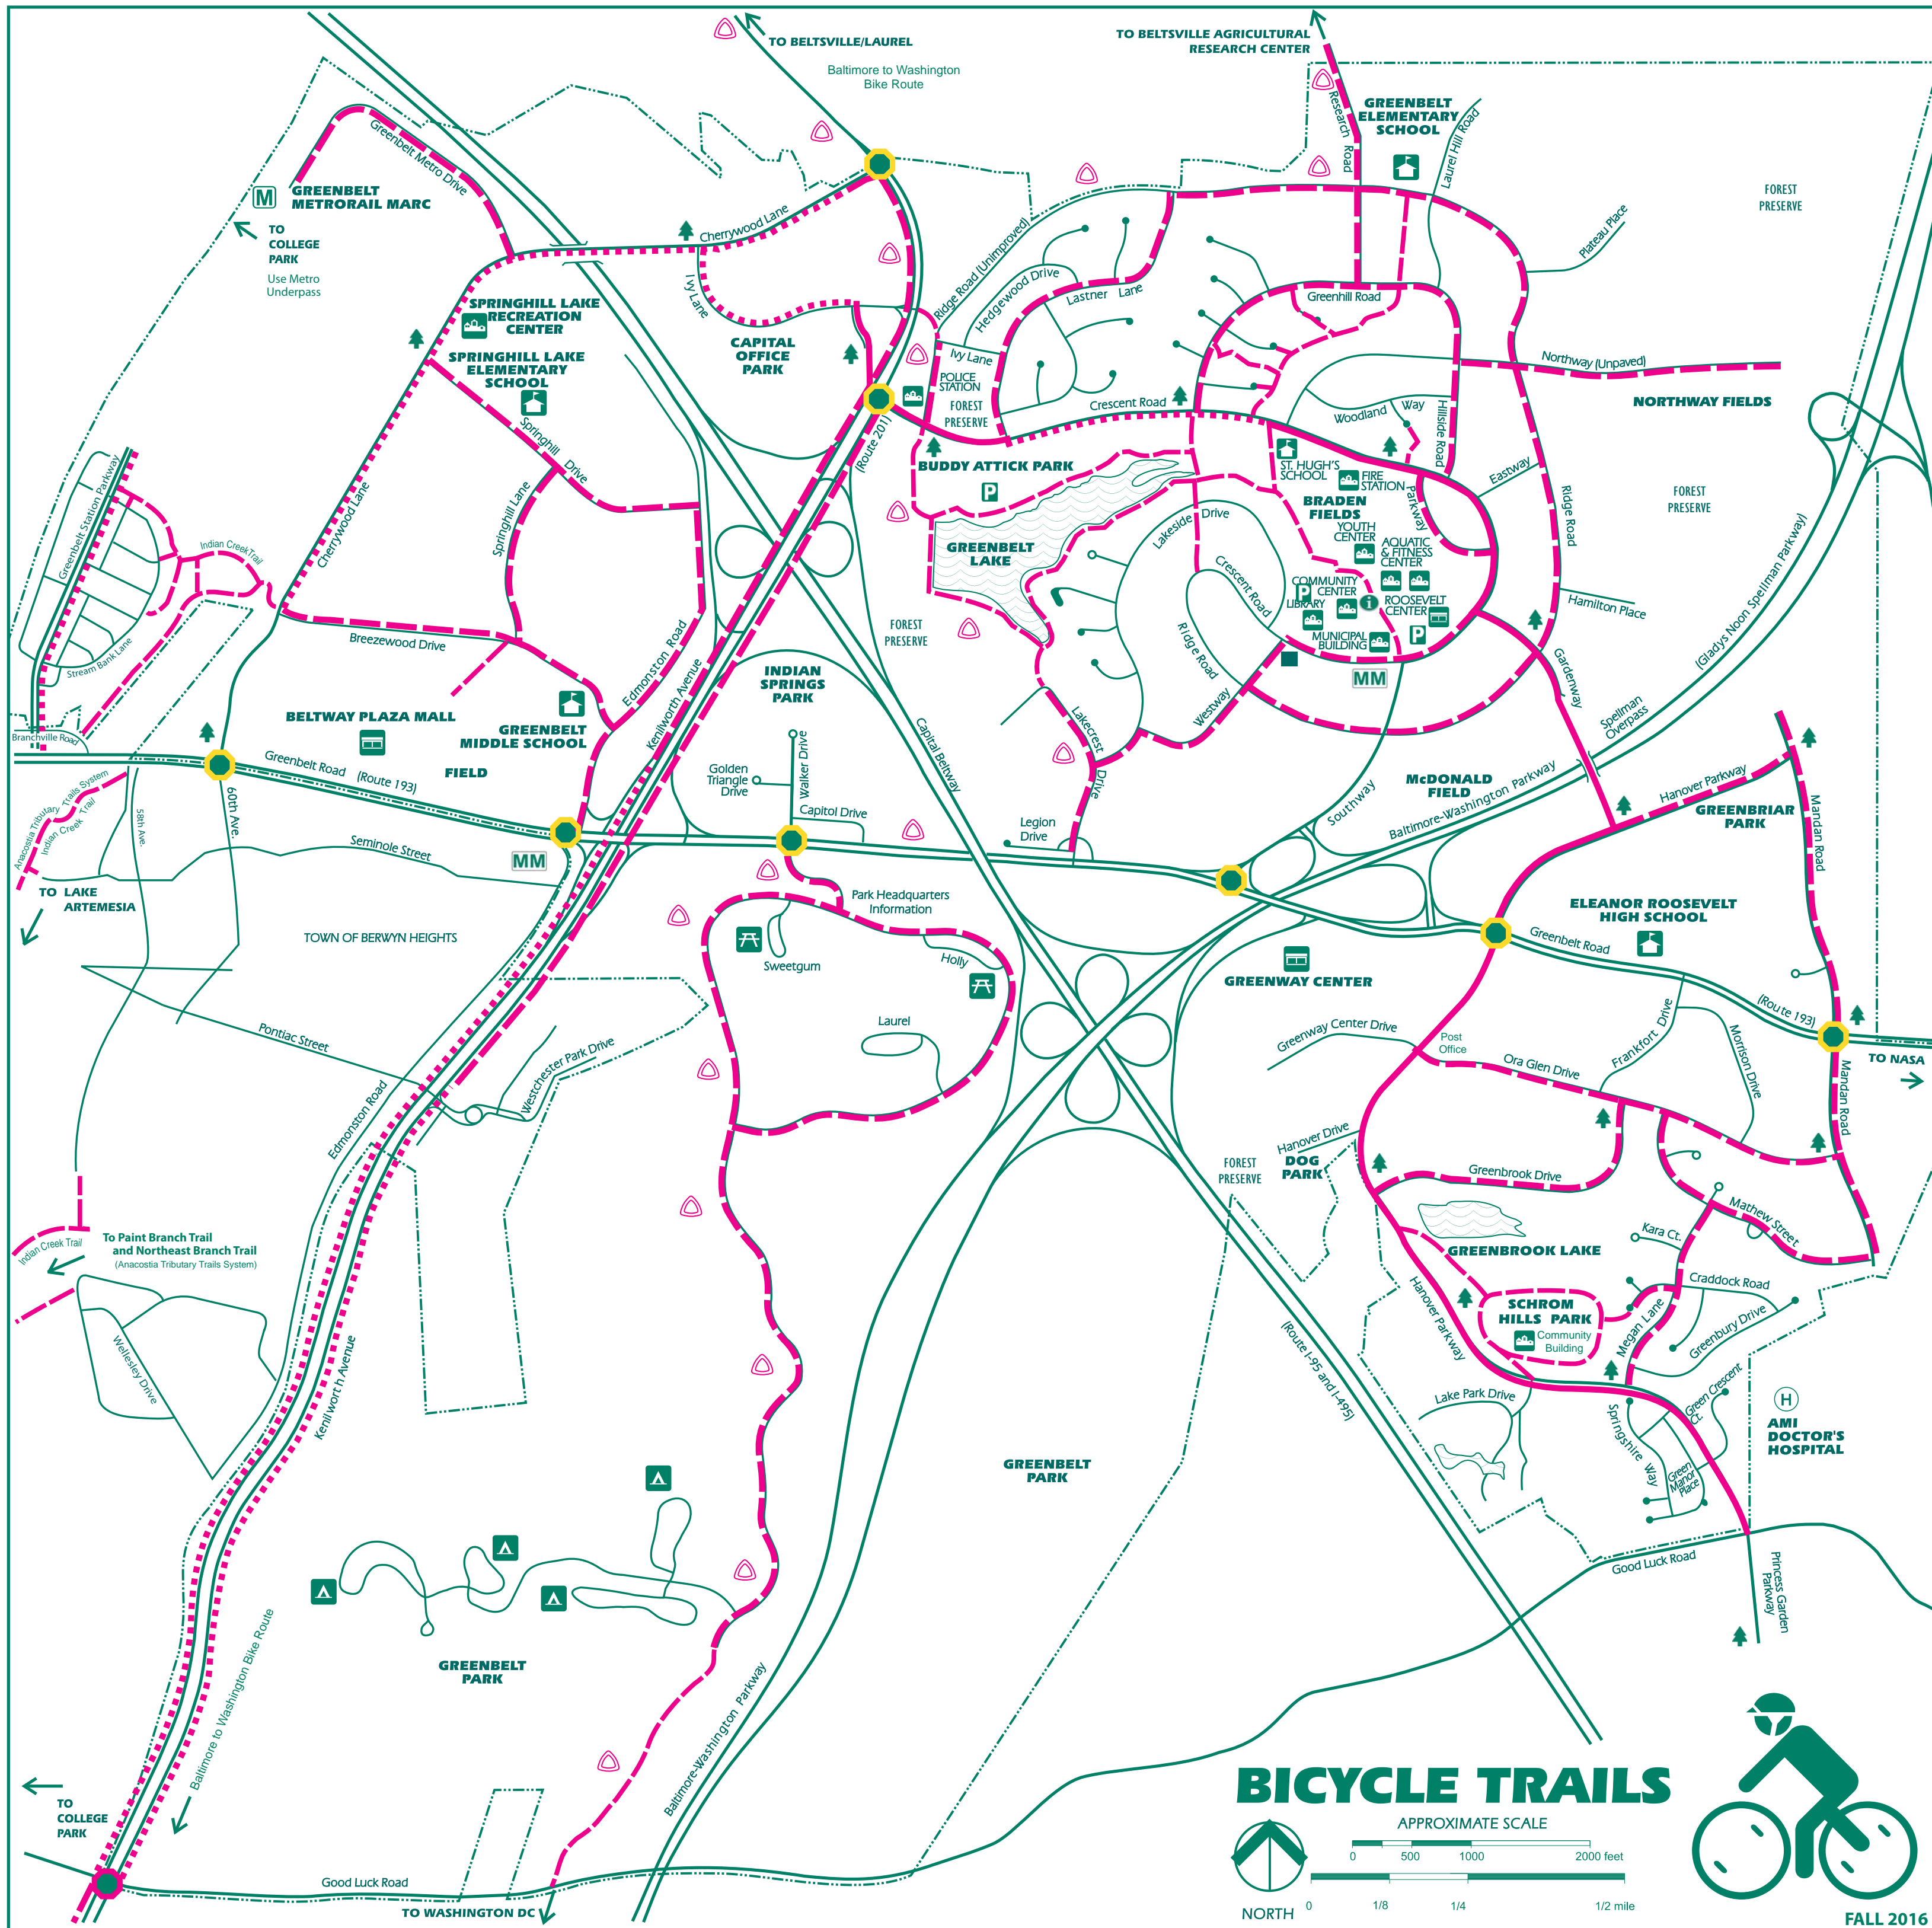 TO BELTSVILLE/LAUREL
Baltimore to Washington
Bike Route
TO BELTSVILLE AGRICULTURAL
RESEARCH CENTER
Research Road
GREENBELT
ELEMENTARY
SCHOOL
Laurel Hill Road
FOREST
PRESERVE
Plateau Place
Greenbelt Metro Drive
M
GREENBELT
METRORAIL MARC
TO
COLLEGE
PARK
Use Metro
Underpass
Cherrywood Lane
Ivy Lane
Ridge Road (Unimproved)
Hedgewood Drive
Lastner Lane
Greenhill Road
SPRINGHILL LAKE
RECREATION
CENTER
SPRINGHILL LAKE
ELEMENTARY
SCHOOL
CAPITAL
OFFICE
PARK
Ivy Lane
POLICE
STATION
FOREST
PRESERVE
Crescent Road
Northway (Unpaved)
NORTHWAY FIELDS
Woodland Way
Hillside Road
(Route 201)
Springhill Drive
Springhill Lane
Cherrywood Lane
Greenbelt Station Parkway
Indian Creek Trail
BUDDY ATTICK PARK
P
ST. HUGH'S
SCHOOL
FIRE
STATION
Parkway
Eastway
Ridge Road
FOREST
PRESERVE
BRADEN
FIELDS
YOUTH
CENTER
AQUATIC
& FITNESS
CENTER
GREENBELT
LAKE
Lakeside Drive
Crescent Road
COMMUNITY
CENTER
P
i
LIBRARY
ROOSEVELT
CENTER
P
MUNICIPAL
BUILDING
MM
Hamilton Place
(Gladys Noon Spellman Parkway)
Stream Bank Lane
Breezewood Drive
Edmonston Road
Kenilworth Avenue
FOREST
PRESERVE
INDIAN
SPRINGS
PARK
Ridge Road
Westway
Gardenway
Spellman
Overpass
Branchville Road
BELTWAY PLAZA MALL
GREENBELT
MIDDLE SCHOOL
FIELD
Greenbelt Road (Route 193)
Golden
Triangle
Drive
Walker Drive
Capitol Drive
Capital Beltway
Lakecrest Drive
Legion
Drive
Southway
McDONALD
FIELD
Baltimore-Washington Parkway
Hanover Parkway
GREENBRIAR
PARK
Mandan Road
Anacostia Tributary Trails System
Indian Creek Trail
58th Ave.
60th Ave.
Seminole Street
MM
TO LAKE
ARTEMESIA
TOWN OF BERWYN HEIGHTS
Park Headquarters
Information
Sweetgum
Holly
Laurel
GREENWAY CENTER
ELEANOR ROOSEVELT
HIGH SCHOOL
Greenbelt Road
(Route 193)
TO NASA
Greenway Center Drive
Post
Office
Ora Glen Drive
Frankfort Drive
Morrison Drive
Mandan Road
Pontiac Street
Westchester Park Drive
Edmonston Road
Hanover Drive
DOG
PARK
FOREST
PRESERVE
Greenbrook Drive
Mathew Street
Kara Ct.
GREENBROOK LAKE
Indian Creek Trail
To Paint Branch Trail
and Northeast Branch Trail
(Anacostia Tributary Trails System)
Wellesley Drive
Kenilworth Avenue
Hanover Parkway
SCHROM
HILLS PARK
Community
Building
Craddock Road
Megan Lane
Greenbury Drive
(Route I-95 and I-495)
Lake Park Drive
Springshire Way
Green Crescent
Ct.
Green
Manor
Place
H
AMI
DOCTOR'S
HOSPITAL
GREENBELT
PARK
Good Luck Road
Princess Garden
Parkway
GREENBELT
PARK
Baltimore to Washington Bike Route
Baltimore-Washington Parkway
TO
COLLEGE
PARK
Good Luck Road
TO WASHINGTON DC
BICYCLE TRAILS
APPROXIMATE SCALE
0 500 1000 2000 feet
0 1/8 1/4 1/2 mile
NORTH
FALL 2016